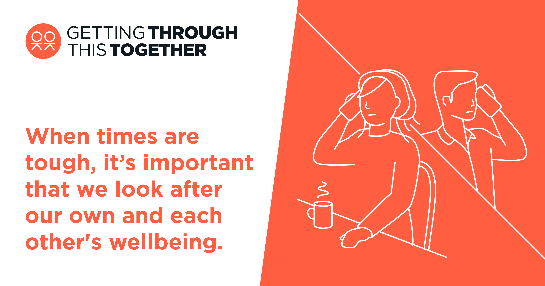 GETTING THROUGH
THIS TOGETHER
When times are
tough, it’s important
that we look after
our own and each
other's wellbeing.